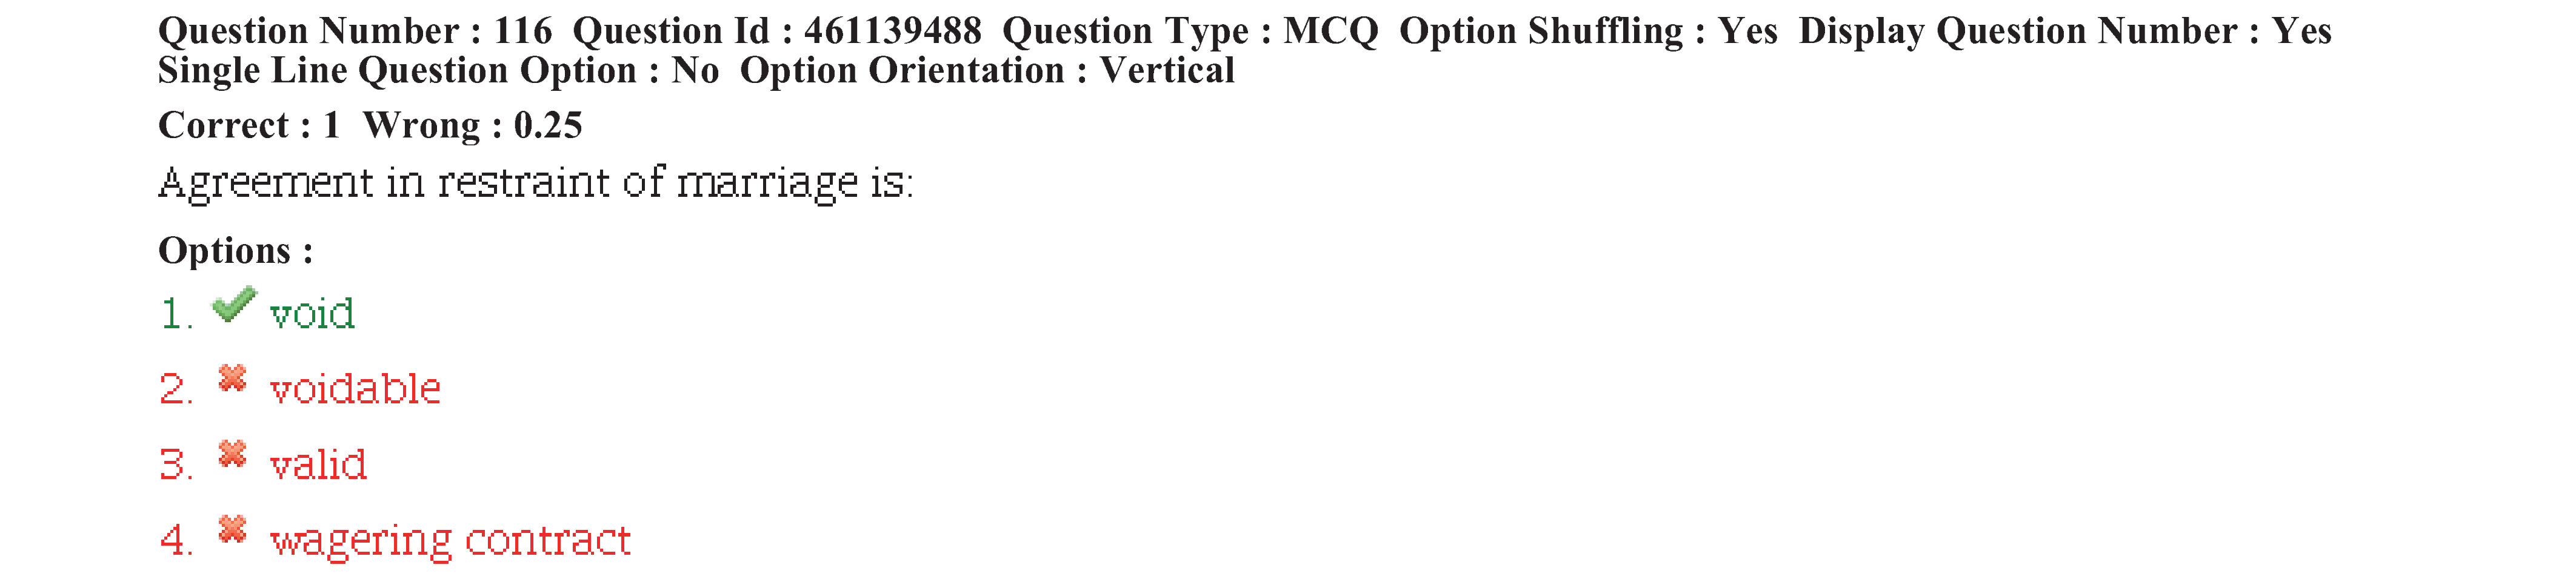 Question Number : 116 Question Id : 461139488 Question Type : MCQ Option Shuffling : Yes Display Question Number : Yes
Single Line Question Option : No Option Orientation : Vertical
Correct : 1 Wrong : 0.25
Agreement in restraint of marriage is:
Options :
1. void
2. voidable
3. valid
4. wagering contract